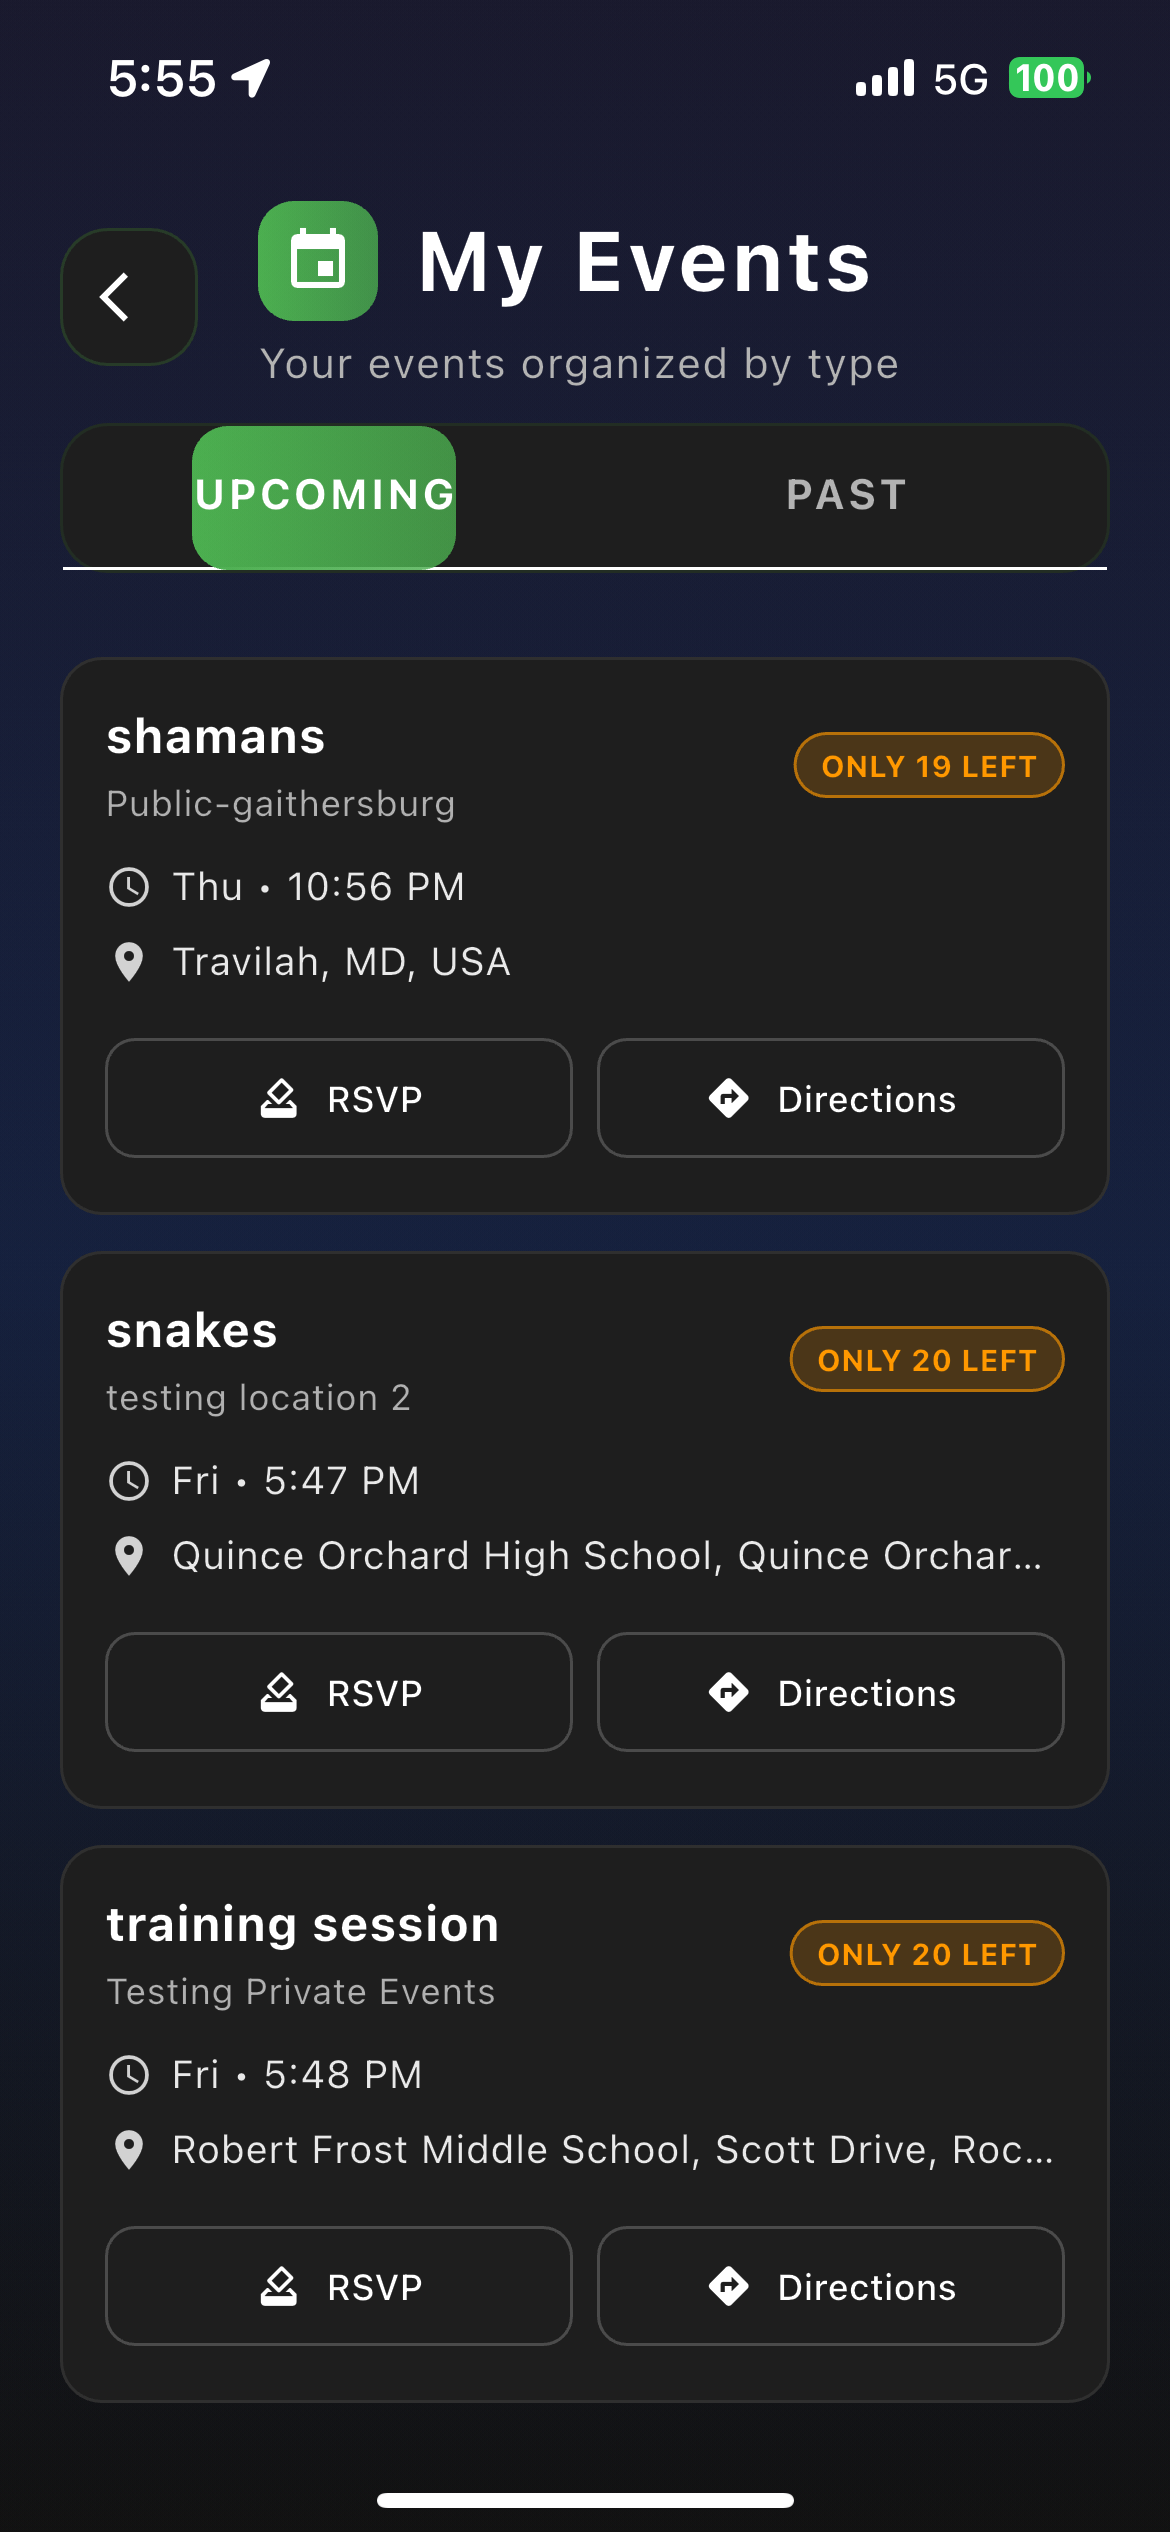 5:55
5G
100
My Events
Your events organized by type
UPCOMING
PAST
shamans
ONLY 19 LEFT
Public-gaithersburg
Thu • 10:56 PM
Travilah, MD, USA
RSVP
Directions
snakes
ONLY 20 LEFT
testing location 2
Fri • 5:47 PM
Quince Orchard High School, Quince Orchar...
RSVP
Directions
training session
ONLY 20 LEFT
Testing Private Events
Fri • 5:48 PM
Robert Frost Middle School, Scott Drive, Roc...
RSVP
Directions